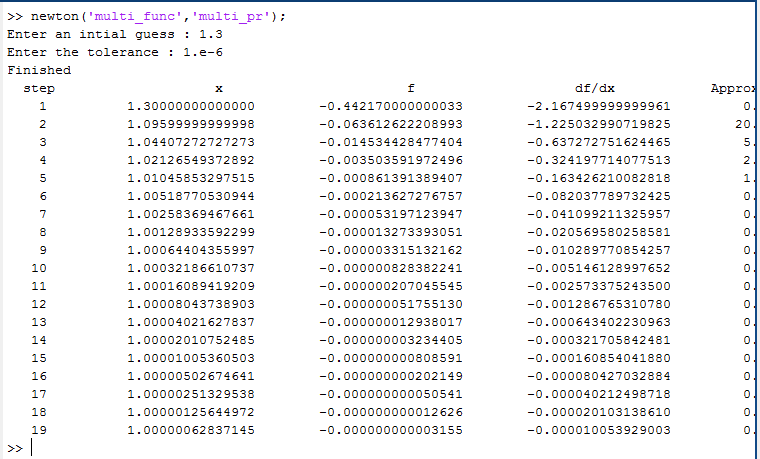 >> newton('multi_func','multi_pr');
Enter an intial guess : 1.3
Enter the tolerance : 1.e-6
Finished
step x f df/dx Approx
1 1.30000000000000 -0.442170000000033 -2.167499999999961 0.
2 1.09599999999998 -0.063612622208993 -1.225032990719825 20.
3 1.04407272727273 -0.014534428477404 -0.637272751624465 5.
4 1.02126549372892 -0.003503591972496 -0.324197714077513 2.
5 1.01045853297515 -0.000861391389407 -0.163426210082818 1.
6 1.00518770530944 -0.000213627276757 -0.082037789732425 0.
7 1.00258369467661 -0.000053197123947 -0.041099211325957 0.
8 1.00128933592299 -0.000013273393051 -0.020569580258581 0.
9 1.00064404355997 -0.000003315132162 -0.010289770854257 0.
10 1.00032186610737 -0.000000828382241 -0.005146128997652 0.
11 1.00016089419209 -0.000000207045545 -0.002573375243500 0.
12 1.00008043738903 -0.000000051755130 -0.001286765310780 0.
13 1.00004021627837 -0.000000012938017 -0.000643402230963 0.
14 1.00002010752485 -0.000000003234405 -0.000321705842481 0.
15 1.00001005360503 -0.000000000808591 -0.000160854041880 0.
16 1.00000502674641 -0.000000000202149 -0.000080427032884 0.
17 1.00000251329538 -0.000000000050541 -0.000040212498718 0.
18 1.00000125644972 -0.000000000012626 -0.000020103138610 0.
19 1.00000062837145 -0.000000000003155 -0.000010053929003 0.
>>